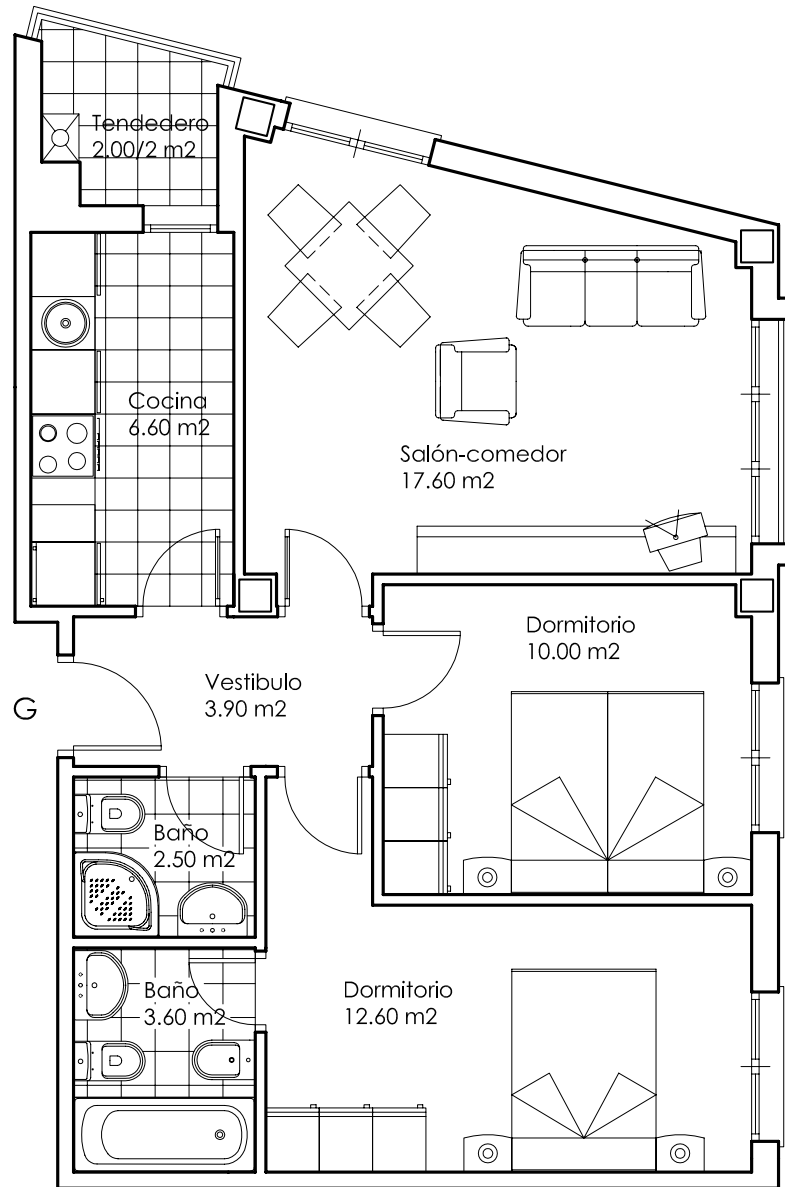 Tendedero
2.00/2 m2
Cocina
6.60 m2
Salón-comedor
17.60 m2
Dormitorio
10.00 m2
Vestibulo
3.90 m2
G
Baño
2.50 m2
Baño
3.60 m2
Dormitorio
12.60 m2